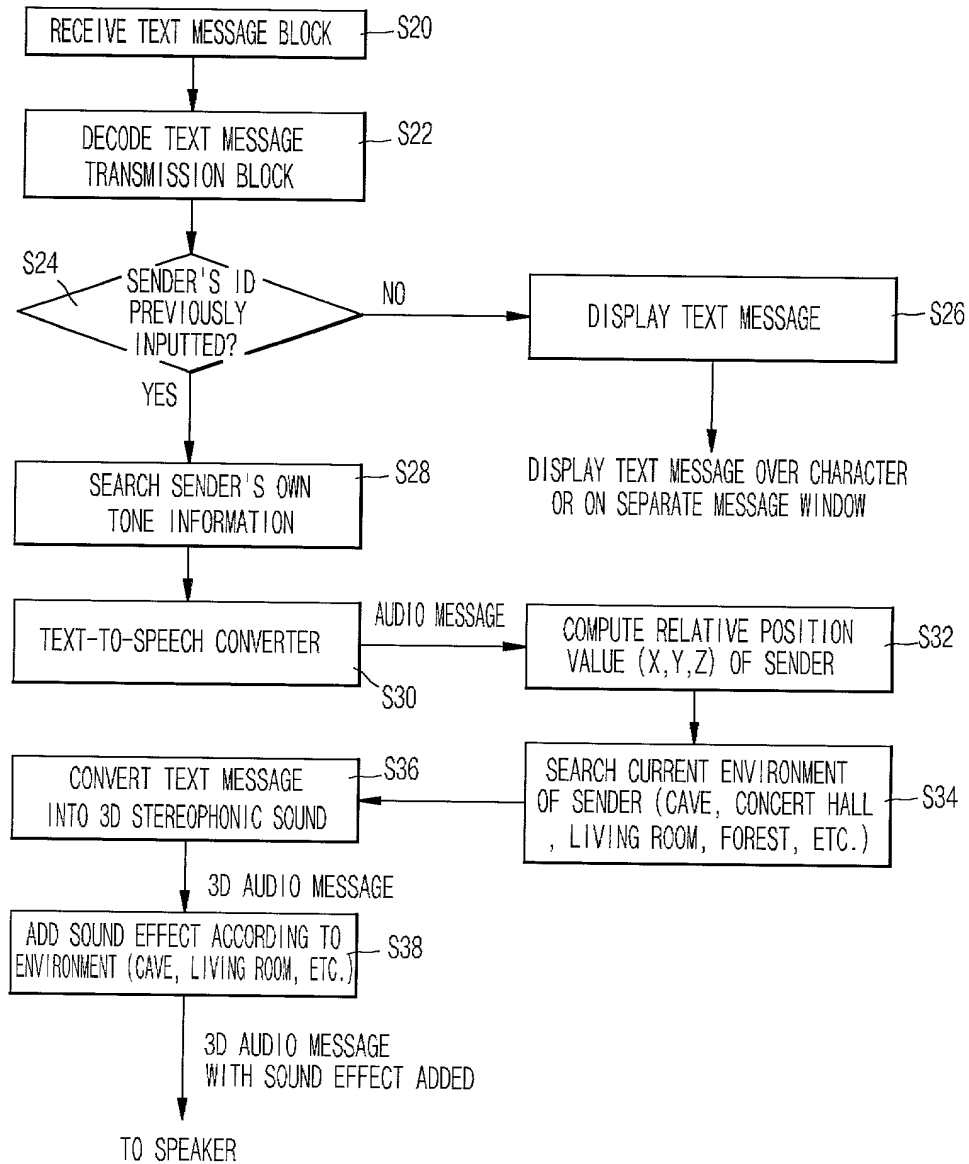 RECEIVE TEXT MESSAGE BLOCK
S20
DECODE TEXT MESSAGE
TRANSMISSION BLOCK
S22
S24
SENDER'S ID
PREVIOUSLY
INPUTTED?
NO
DISPLAY TEXT MESSAGE
S26
YES
DISPLAY TEXT MESSAGE OVER CHARACTER
OR ON SEPARATE MESSAGE WINDOW
SEARCH SENDER'S OWN
TONE INFORMATION
S28
TEXT-TO-SPEECH CONVERTER
S30
AUDIO MESSAGE
COMPUTE RELATIVE POSITION
VALUE (X,Y,Z) OF SENDER
S32
SEARCH CURRENT ENVIRONMENT
OF SENDER (CAVE, CONCERT HALL
, LIVING ROOM, FOREST, ETC.)
S34
CONVERT TEXT MESSAGE
INTO 3D STEREOPHONIC SOUND
S36
3D AUDIO MESSAGE
ADD SOUND EFFECT ACCORDING TO
ENVIRONMENT (CAVE, LIVING ROOM, ETC.)
S38
3D AUDIO MESSAGE
WITH SOUND EFFECT ADDED
TO SPEAKER